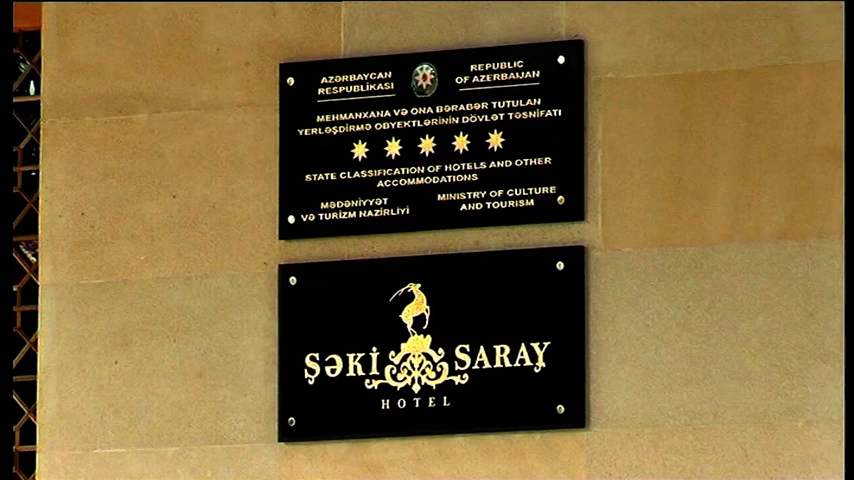 AZƏRBAYCAN
RESPUBLİKASI
REPUBLIC
OF AZERBAIJAN
MEHMANXANA VƏ ONA BƏRABƏR TUTULAN
YERLƏŞDİRMƏ OBYEKTLƏRİNİN DÖVLƏT TƏSNİFATI
STATE CLASSIFICATION OF HOTELS AND OTHER
ACCOMMODATIONS
MƏDƏNİYYƏT
VƏ TURİZM NAZİRLİYİ
MINISTRY OF CULTURE
AND TOURISM
ŞƏKİ SARAY
HOTEL